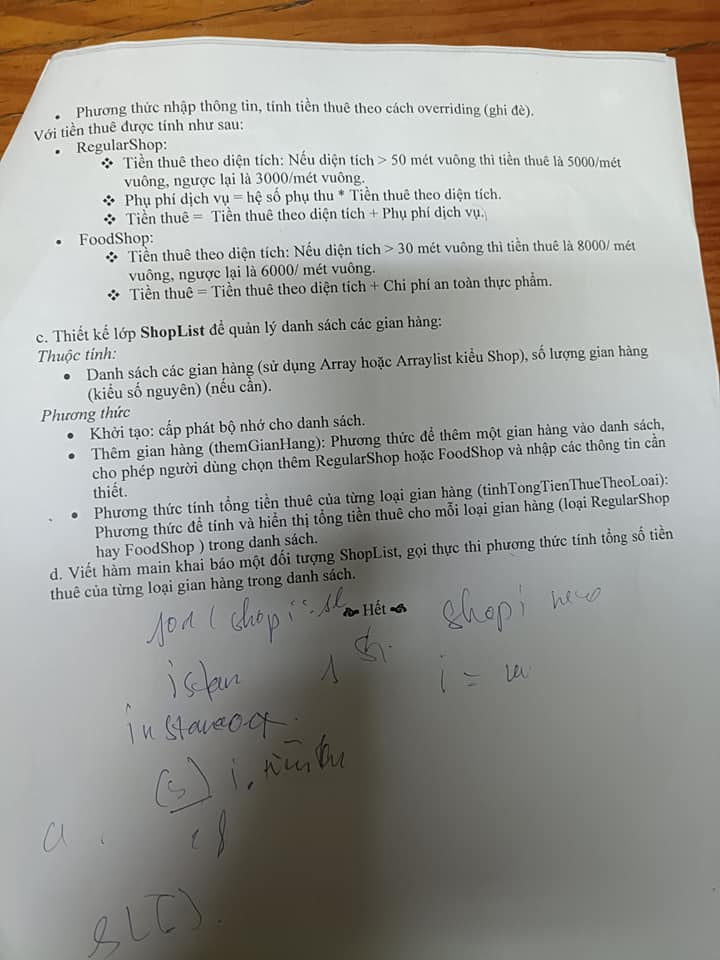 • Phương thức nhập thông tin, tính tiền thuê theo cách overriding (ghi đè).
Với tiền thuê được tính như sau:
• RegularShop:
❖ Tiền thuê theo diện tích: Nếu diện tích > 50 mét vuông thì tiền thuê là 5000/mét
vuông, ngược lại là 3000/mét vuông.
❖ Phụ phí dịch vụ = hệ số phụ thu * Tiền thuê theo diện tích.
❖ Tiền thuê = Tiền thuê theo diện tích + Phụ phí dịch vụ.
• FoodShop:
❖ Tiền thuê theo diện tích: Nếu diện tích > 30 mét vuông thì tiền thuê là 8000/ mét
vuông, ngược lại là 6000/ mét vuông.
❖ Tiền thuê = Tiền thuê theo diện tích + Chi phí an toàn thực phẩm.
c. Thiết kế lớp ShopList để quản lý danh sách các gian hàng:
Thuộc tính:
• Danh sách các gian hàng (sử dụng Array hoặc Arraylist kiểu Shop), số lượng gian hàng
(kiểu số nguyên) (nếu cần).
Phương thức
• Khởi tạo: cấp phát bộ nhớ cho danh sách.
• Thêm gian hàng (themGianHang): Phương thức để thêm một gian hàng vào danh sách,
cho phép người dùng chọn thêm RegularShop hoặc FoodShop và nhập các thông tin cần
thiết.
• Phương thức tính tổng tiền thuê của từng loại gian hàng (tinhTongTienThueTheoLoai):
Phương thức để tính và hiển thị tổng tiền thuê cho mỗi loại gian hàng (loại RegularShop
hay FoodShop ) trong danh sách.
d. Viết hàm main khai báo một đối tượng ShopList, gọi thực thi phương thức tính tổng số tiền
thuê của từng loại gian hàng trong danh sách.
Hết
shop i
i =
(s) i.